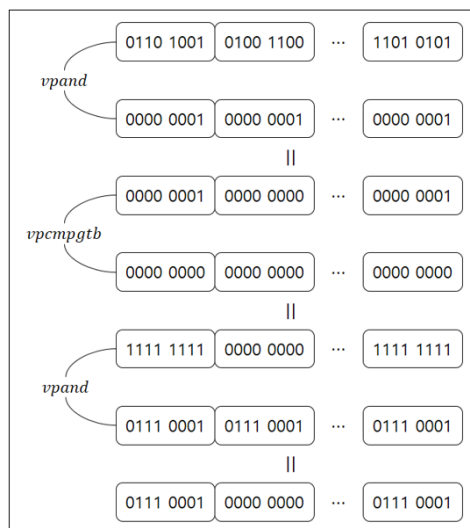 0110 1001 0100 1100 ... 1101 0101
vpand
0000 0001 0000 0001 ... 0000 0001
=
0000 0001 0000 0000 ... 0000 0001
vpcmpgtb
0000 0000 0000 0000 ... 0000 0000
=
1111 1111 0000 0000 ... 1111 1111
vpand
0111 0001 0111 0001 ... 0111 0001
=
0111 0001 0000 0000 ... 0111 0001